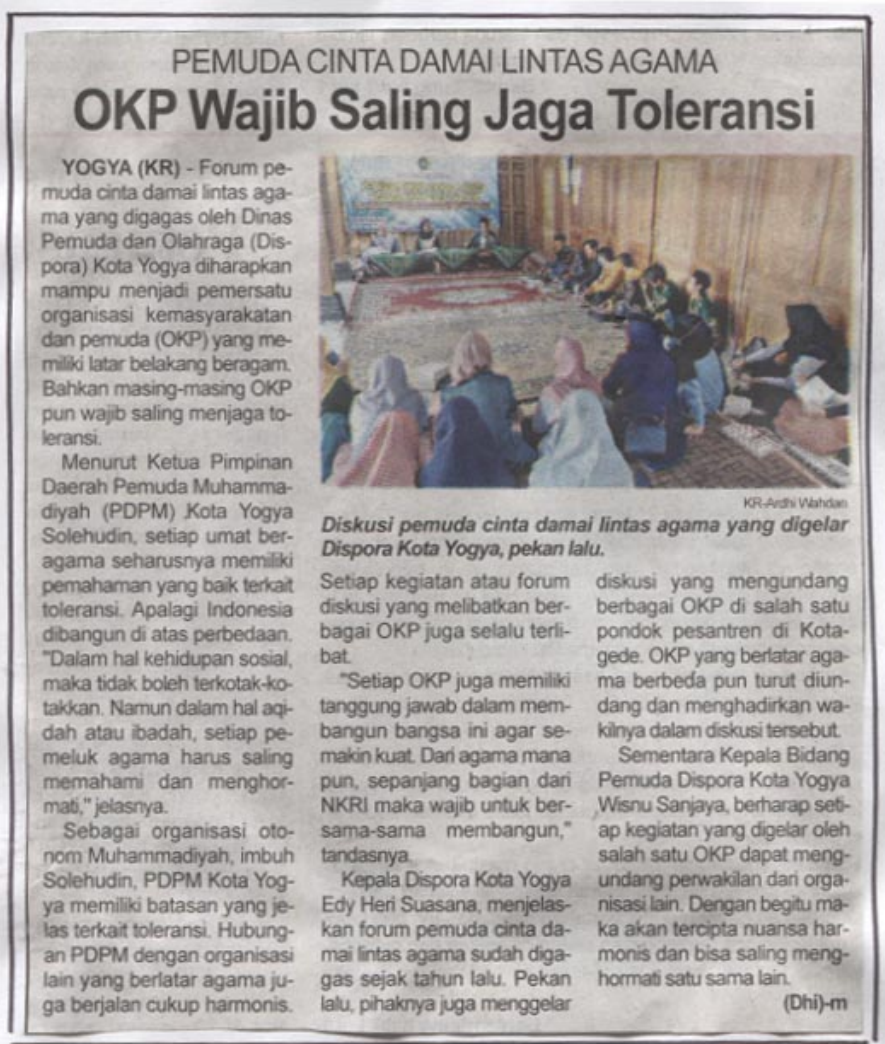 PEMUDA CINTA DAMAI LINTAS AGAMA
OKP Wajib Saling Jaga Toleransi
YOGYA (KR) - Forum pe-
muda cinta damai lintas aga-
ma yang digagas oleh Dinas
Pemuda dan Olahraga (Dis-
pora) Kota Yogya diharapkan
mampu menjadi pemersatu
organisasi kemasyarakatan
dan pemuda (OKP) yang me-
miliki latar belakang beragam.
Bahkan masing-masing OKP
pun wajib saling menjaga to-
leransi.
Menurut Ketua Pimpinan
Daerah Pemuda Muhamma-
diyah (PDPM) Kota Yogya
Solehudin, setiap umat ber-
agama seharusnya memiliki
pemahaman yang baik terkait
toleransi. Apalagi Indonesia
dibangun di atas perbedaan.
"Dalam hal kehidupan sosial,
maka tidak boleh terkotak-ko-
takkan. Namun dalam hal aqi-
dah atau ibadah, setiap pe-
meluk agama harus saling
memahami dan menghor-
mati," jelasnya.
Sebagai organisasi oto-
nom Muhammadiyah, imbuh
Solehudin, PDPM Kota Yog-
ya memiliki batasan yang je-
las terkait toleransi. Hubung-
an PDPM dengan organisasi
lain yang berlatar agama ju-
ga berjalan cukup harmonis.
KR-Ardhi Wahdan
Diskusi pemuda cinta damai lintas agama yang digelar
Dispora Kota Yogya, pekan lalu.
Setiap kegiatan atau forum
diskusi yang melibatkan ber-
bagai OKP juga selalu terli-
bat.
"Setiap OKP juga memiliki
tanggung jawab dalam mem-
bangun bangsa ini agar se-
makin kuat. Dari agama mana
pun, sepanjang bagian dari
NKRI maka wajib untuk ber-
sama-sama membangun,"
tandasnya.
Kepala Dispora Kota Yogya
Edy Heri Suasana, menjelas-
kan forum pemuda cinta da-
mai lintas agama sudah diga-
gas sejak tahun lalu. Pekan
lalu, pihaknya juga menggelar
diskusi yang mengundang
berbagai OKP di salah satu
pondok pesantren di Kota-
gede. OKP yang berlatar aga-
ma berbeda pun turut diun-
dang dan menghadirkan wa-
kilnya dalam diskusi tersebut.
Sementara Kepala Bidang
Pemuda Dispora Kota Yogya
Wisnu Sanjaya, berharap seti-
ap kegiatan yang digelar oleh
salah satu OKP dapat meng-
undang perwakilan dari orga-
nisasi lain. Dengan begitu ma-
ka akan tercipta nuansa har-
monis dan bisa saling meng-
hormati satu sama lain.
(Dhi)-m